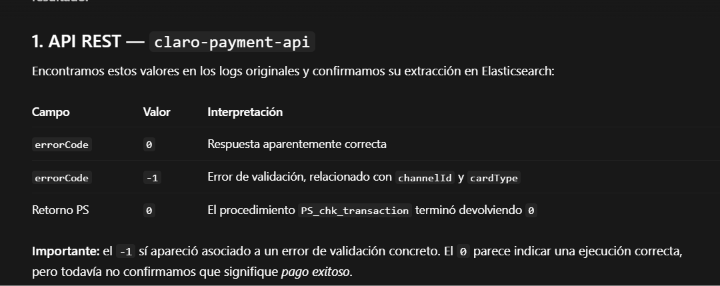 resultado.
1. API REST — claro-payment-api
Encontramos estos valores en los logs originales y confirmamos su extracción en Elasticsearch:
Campo Valor Interpretación
errorCode 0 Respuesta aparentemente correcta
errorCode -1 Error de validación, relacionado con channelId y cardType
Retorno PS 0 El procedimiento PS_chk_transaction terminó devolviendo 0
Importante: el -1 sí apareció asociado a un error de validación concreto. El 0 parece indicar una ejecución correcta,
pero todavía no confirmamos que signifique pago exitoso.